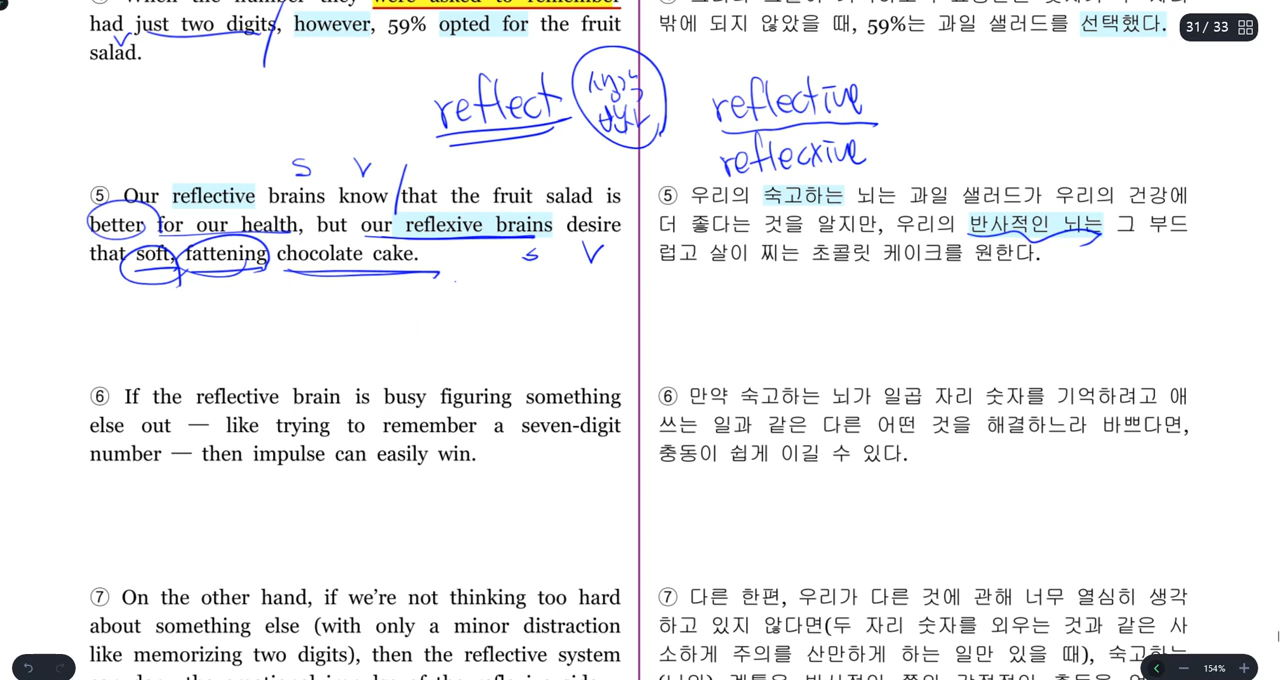 had just two digits, however, 59% opted for the fruit
salad.
밖에 되지 않았을 때, 59%는 과일 샐러드를 선택했다.
31 / 33
reflect
생각
반사
reflective
reflecxive
S V
⑤ Our reflective brains know that the fruit salad is
better for our health, but our reflexive brains desire
that soft, fattening chocolate cake.
S V
⑤ 우리의 숙고하는 뇌는 과일 샐러드가 우리의 건강에
더 좋다는 것을 알지만, 우리의 반사적인 뇌는 그 부드
럽고 살이 찌는 초콜릿 케이크를 원한다.
⑥ If the reflective brain is busy figuring something
else out — like trying to remember a seven-digit
number — then impulse can easily win.
⑥ 만약 숙고하는 뇌가 일곱 자리 숫자를 기억하려고 애
쓰는 일과 같은 다른 어떤 것을 해결하느라 바쁘다면,
충동이 쉽게 이길 수 있다.
⑦ On the other hand, if we're not thinking too hard
about something else (with only a minor distraction
like memorizing two digits), then the reflective system
⑦ 다른 한편, 우리가 다른 것에 관해 너무 열심히 생각
하고 있지 않다면(두 자리 숫자를 외우는 것과 같은 사
소하게 주의를 산만하게 하는 일만 있을 때), 숙고하는
154%